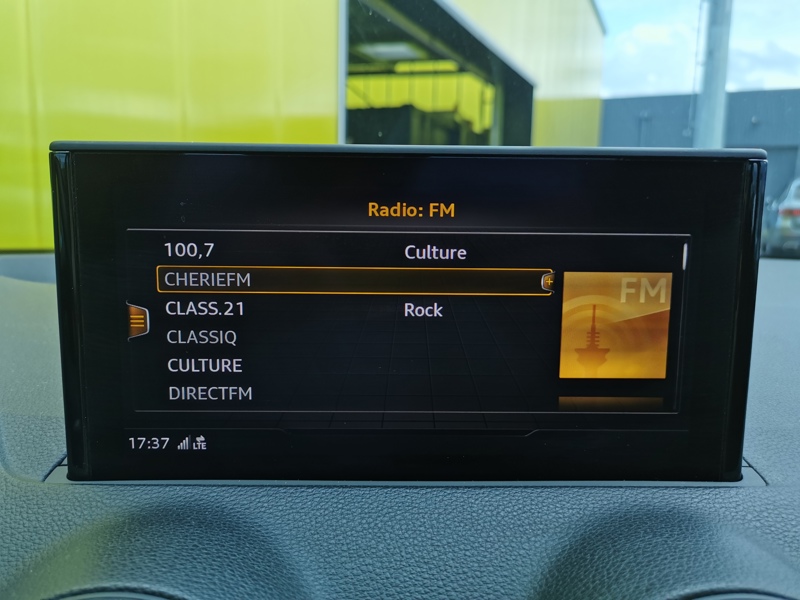 Radio: FM
100,7 Culture
CHERIEFM
FM
CLASS.21 Rock
CLASSIQ
CULTURE
DIRECTFM
17:37 LTE